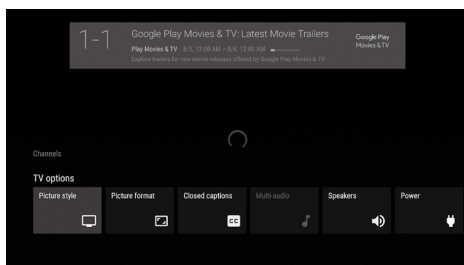 1-1
Google Play Movies & TV: Latest Movie Trailers
Play Movies & TV 8/3, 12:00 AM – 8/4, 12:00 AM
Explore trailers for new movie releases offered by Google Play Movies & TV
Google Play
Movies & TV
Channels
TV options
Picture style
Picture format
Closed captions
Multi-audio
Speakers
Power
CC